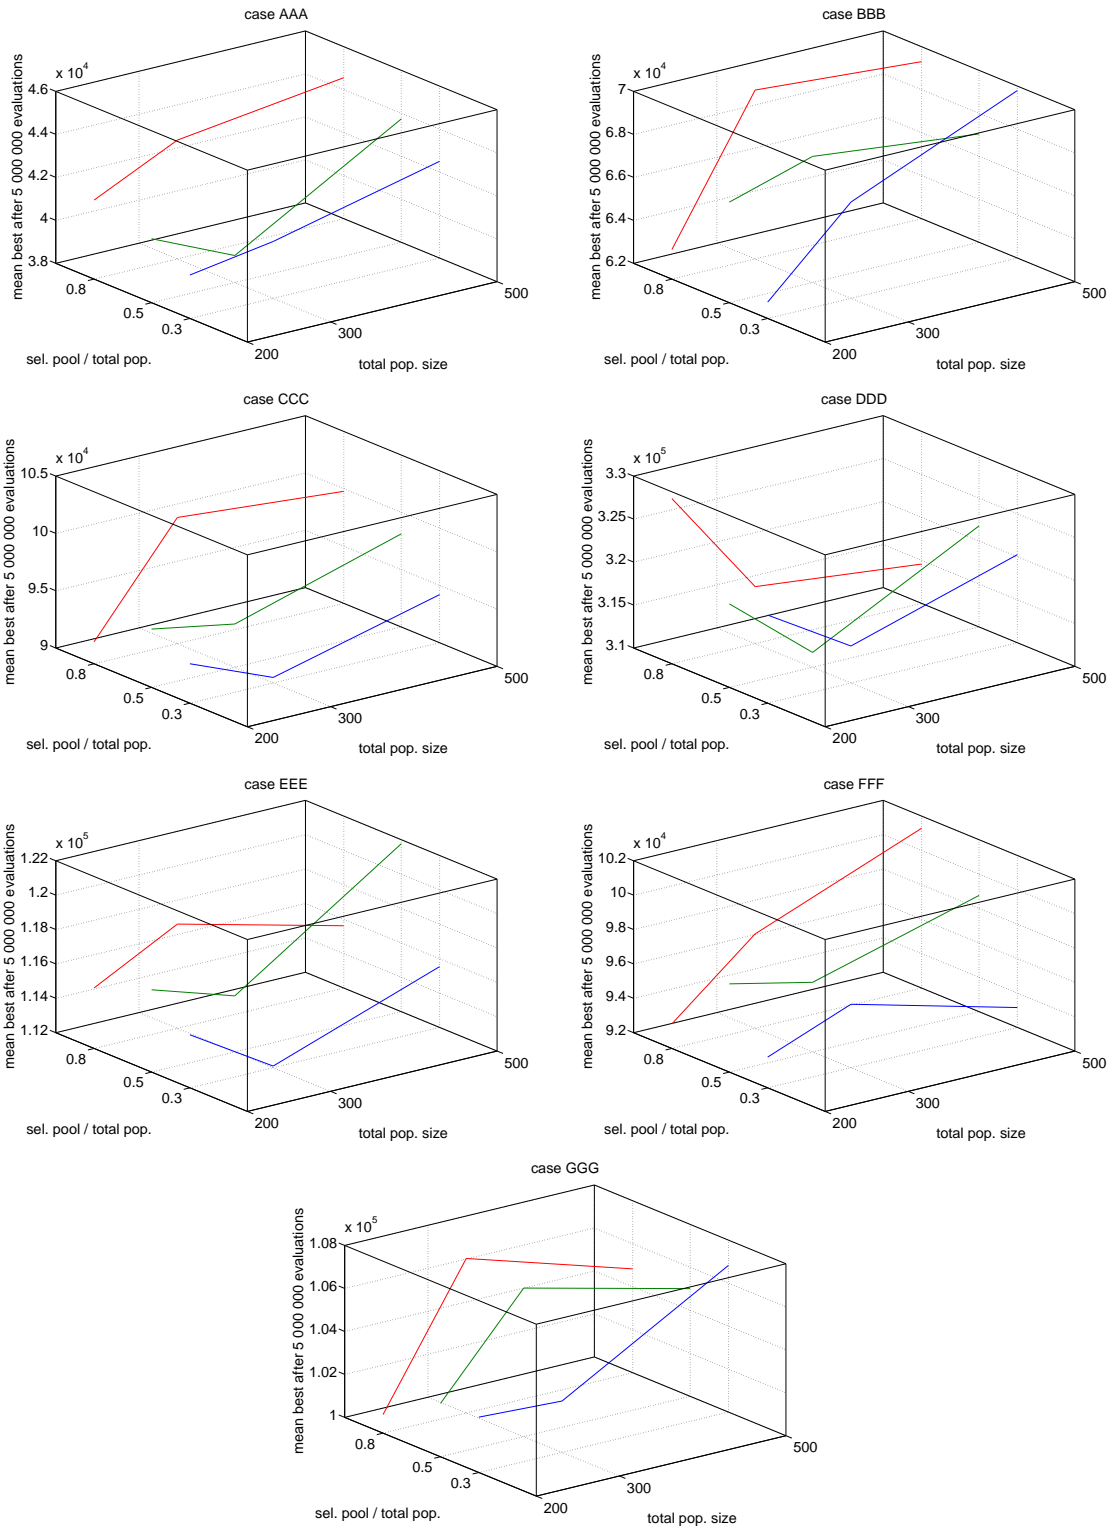 case AAA
x 10^4
4.6
4.4
4.2
4
3.8
mean best after 5 000 000 evaluations
0.8
0.5
0.3
sel. pool / total pop.
200
300
500
total pop. size
case BBB
x 10^4
7
6.8
6.6
6.4
6.2
mean best after 5 000 000 evaluations
0.8
0.5
0.3
sel. pool / total pop.
200
300
500
total pop. size
case CCC
x 10^4
10.5
10
9.5
9
mean best after 5 000 000 evaluations
0.8
0.5
0.3
sel. pool / total pop.
200
300
500
total pop. size
case DDD
x 10^5
3.3
3.25
3.2
3.15
3.1
mean best after 5 000 000 evaluations
0.8
0.5
0.3
sel. pool / total pop.
200
300
500
total pop. size
case EEE
x 10^5
1.22
1.2
1.18
1.16
1.14
1.12
mean best after 5 000 000 evaluations
0.8
0.5
0.3
sel. pool / total pop.
200
300
500
total pop. size
case FFF
x 10^4
10.2
10
9.8
9.6
9.4
9.2
mean best after 5 000 000 evaluations
0.8
0.5
0.3
sel. pool / total pop.
200
300
500
total pop. size
case GGG
x 10^5
1.08
1.06
1.04
1.02
1
mean best after 5 000 000 evaluations
0.8
0.5
0.3
sel. pool / total pop.
200
300
500
total pop. size